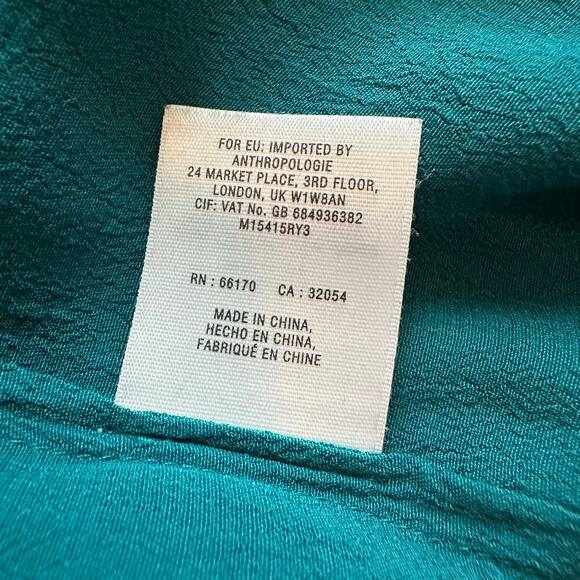 FOR EU: IMPORTED BY
ANTHROPOLOGIE
24 MARKET PLACE, 3RD FLOOR,
LONDON, UK W1W8AN
CIF: VAT No. GB 684936382
M15415RY3
RN : 66170 CA : 32054
MADE IN CHINA,
HECHO EN CHINA,
FABRIQUÉ EN CHINE